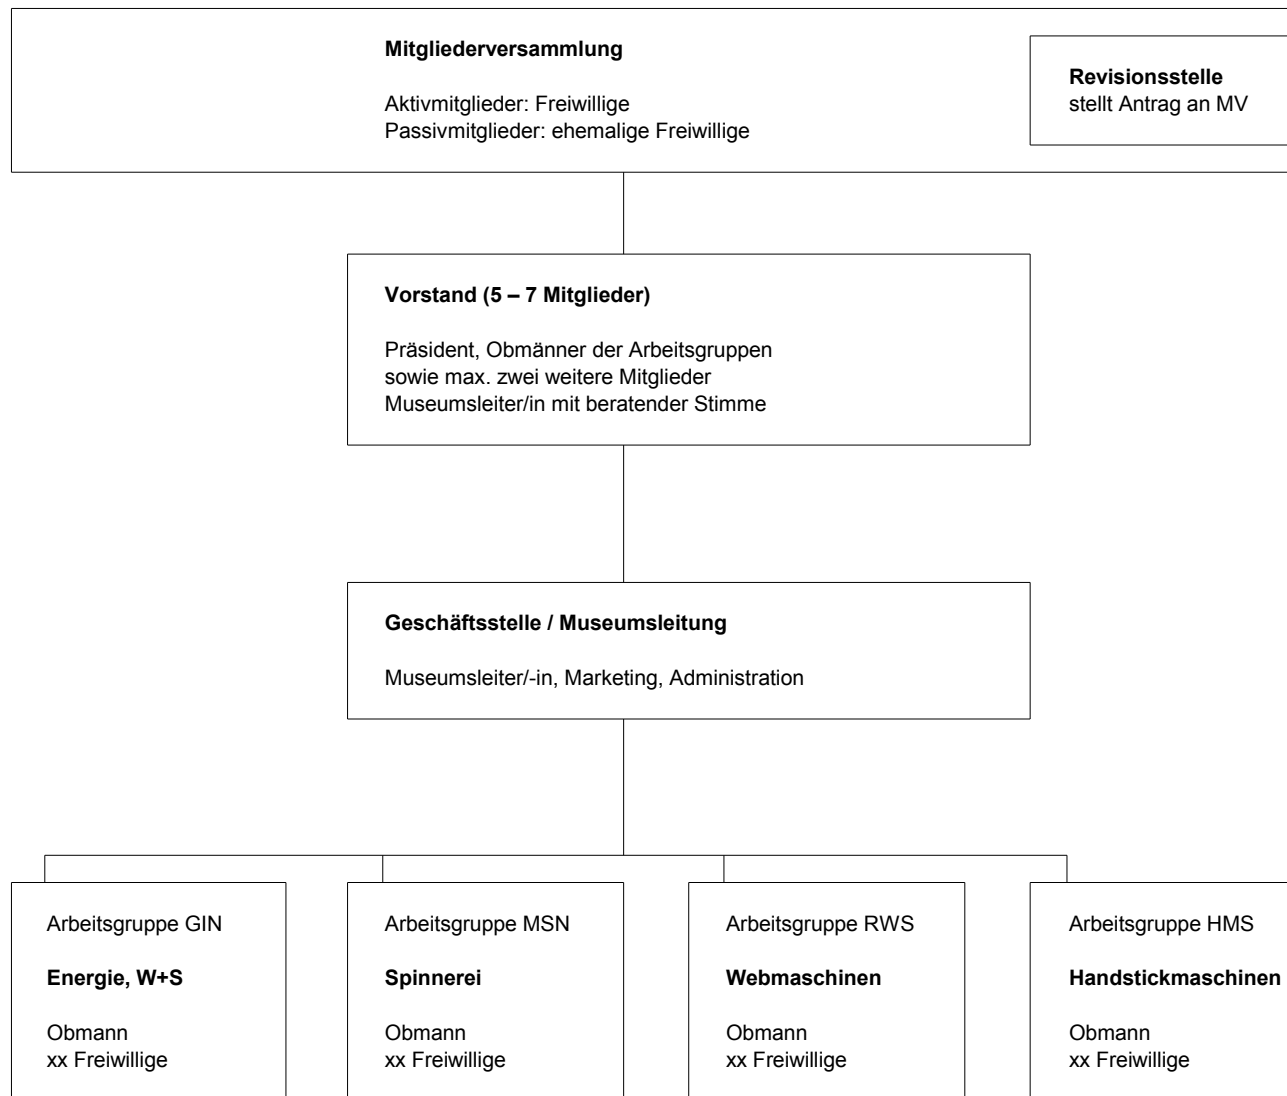 Mitgliederversammlung
Aktivmitglieder: Freiwillige
Passivmitglieder: ehemalige Freiwillige
Revisionsstelle
stellt Antrag an MV
Vorstand (5 – 7 Mitglieder)
Präsident, Obmänner der Arbeitsgruppen
sowie max. zwei weitere Mitglieder
Museumsleiter/in mit beratender Stimme
Geschäftsstelle / Museumsleitung
Museumsleiter/-in, Marketing, Administration
Arbeitsgruppe GIN
Energie, W+S
Obmann
xx Freiwillige
Arbeitsgruppe MSN
Spinnerei
Obmann
xx Freiwillige
Arbeitsgruppe RWS
Webmaschinen
Obmann
xx Freiwillige
Arbeitsgruppe HMS
Handstickmaschinen
Obmann
xx Freiwillige